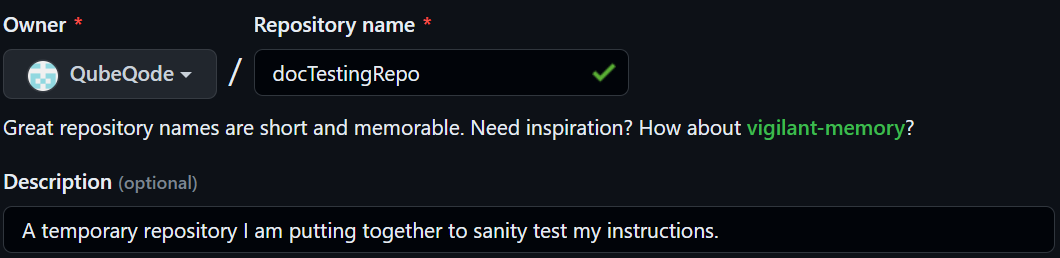 Owner * Repository name *
QubeQode / docTestingRepo
Great repository names are short and memorable. Need inspiration? How about vigilant-memory?
Description (optional)
A temporary repository I am putting together to sanity test my instructions.